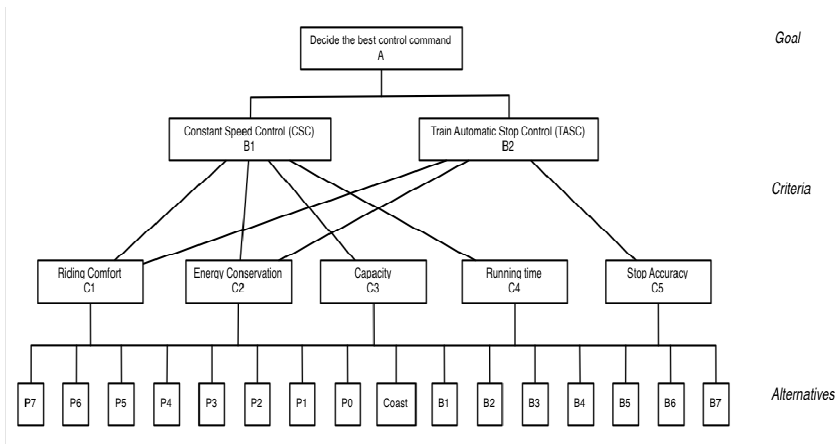 Decide the best control command
A
Goal
Constant Speed Control (CSC)
B1
Train Automatic Stop Control (TASC)
B2
Criteria
Riding Comfort
C1
Energy Conservation
C2
Capacity
C3
Running time
C4
Stop Accuracy
C5
P7
P6
P5
P4
P3
P2
P1
P0
Coast
B1
B2
B3
B4
B5
B6
B7
Alternatives